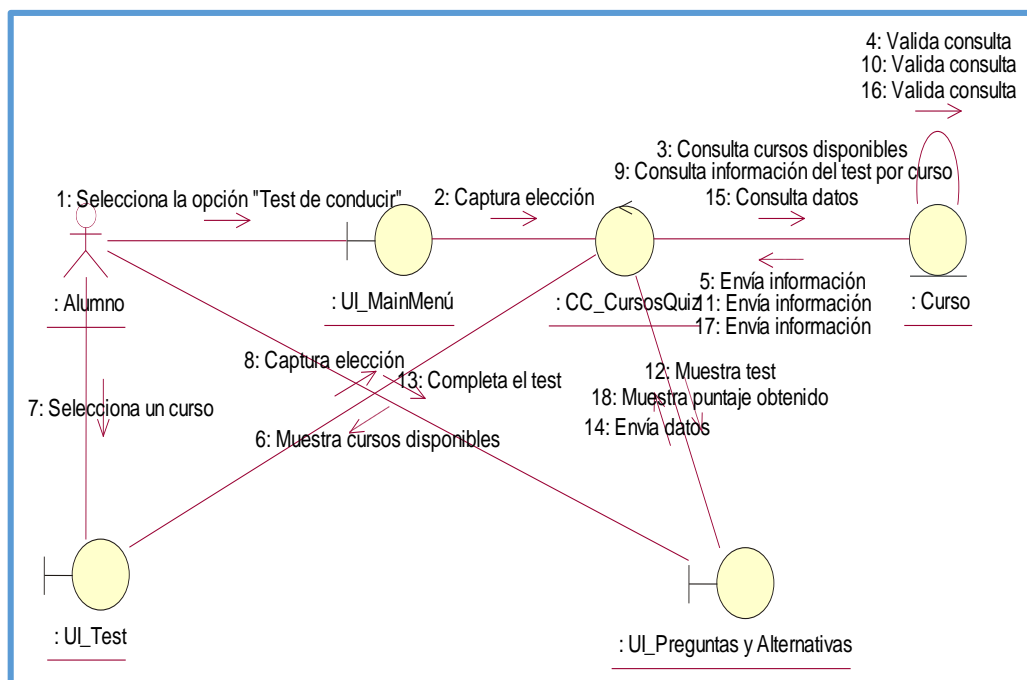 4: Valida consulta
10: Valida consulta
16: Valida consulta
3: Consulta cursos disponibles
9: Consulta información del test por curso
15: Consulta datos
1: Selecciona la opción "Test de conducir"
2: Captura elección
5: Envía información
11: Envía información
17: Envía información
: Alumno
: UI_MainMenú
: CC_CursosQuiz
: Curso
8: Captura elección
13: Completa el test
12: Muestra test
18: Muestra puntaje obtenido
14: Envía datos
7: Selecciona un curso
6: Muestra cursos disponibles
: UI_Test
: UI_Preguntas y Alternativas